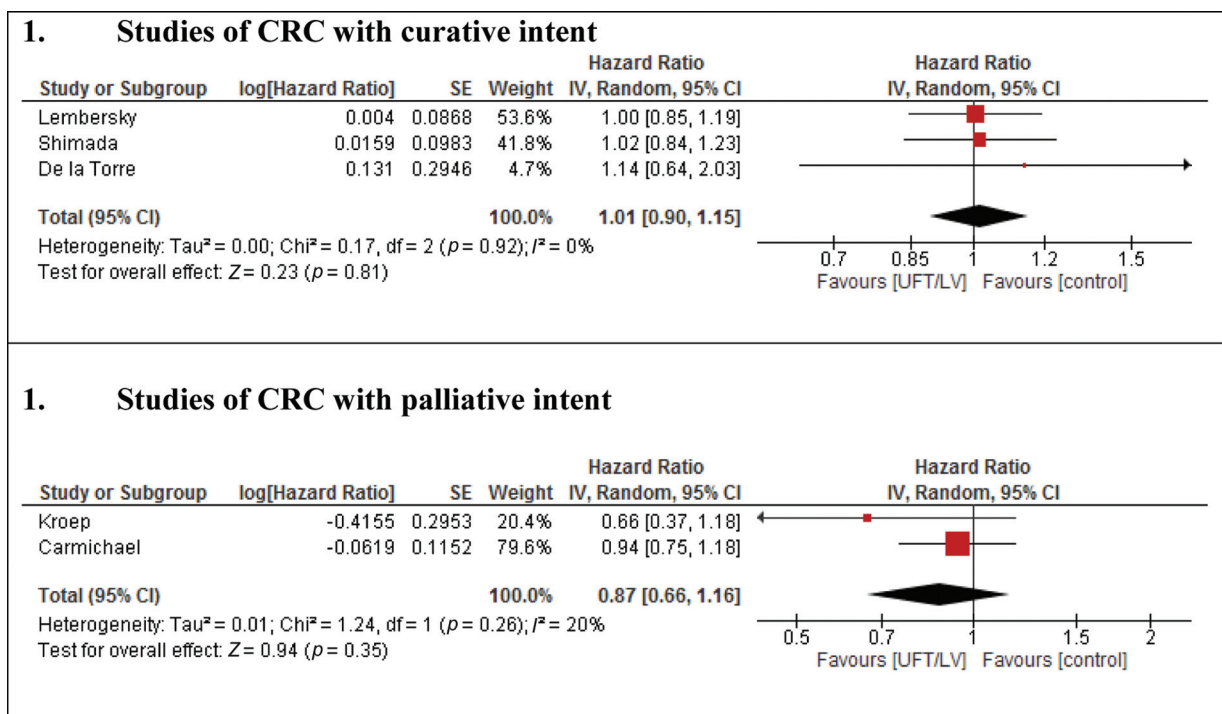 1. Studies of CRC with curative intent
Hazard Ratio Hazard Ratio
Study or Subgroup log[Hazard Ratio] SE Weight IV, Random, 95% CI IV, Random, 95% CI
Lembersky 0.004 0.0868 53.6% 1.00 [0.85, 1.19]
Shimada 0.0159 0.0983 41.8% 1.02 [0.84, 1.23]
De la Torre 0.131 0.2946 4.7% 1.14 [0.64, 2.03]
Total (95% CI) 100.0% 1.01 [0.90, 1.15]
Heterogeneity: Tau² = 0.00; Chi² = 0.17, df = 2 (p = 0.92); I² = 0%
Test for overall effect: Z = 0.23 (p = 0.81)
0.7 0.85 1 1.2 1.5
Favours [UFT/LV] Favours [control]
1. Studies of CRC with palliative intent
Hazard Ratio Hazard Ratio
Study or Subgroup log[Hazard Ratio] SE Weight IV, Random, 95% CI IV, Random, 95% CI
Kroep -0.4155 0.2953 20.4% 0.66 [0.37, 1.18]
Carmichael -0.0619 0.1152 79.6% 0.94 [0.75, 1.18]
Total (95% CI) 100.0% 0.87 [0.66, 1.16]
Heterogeneity: Tau² = 0.01; Chi² = 1.24, df = 1 (p = 0.26); I² = 20%
Test for overall effect: Z = 0.94 (p = 0.35)
0.5 0.7 1 1.5 2
Favours [UFT/LV] Favours [control]